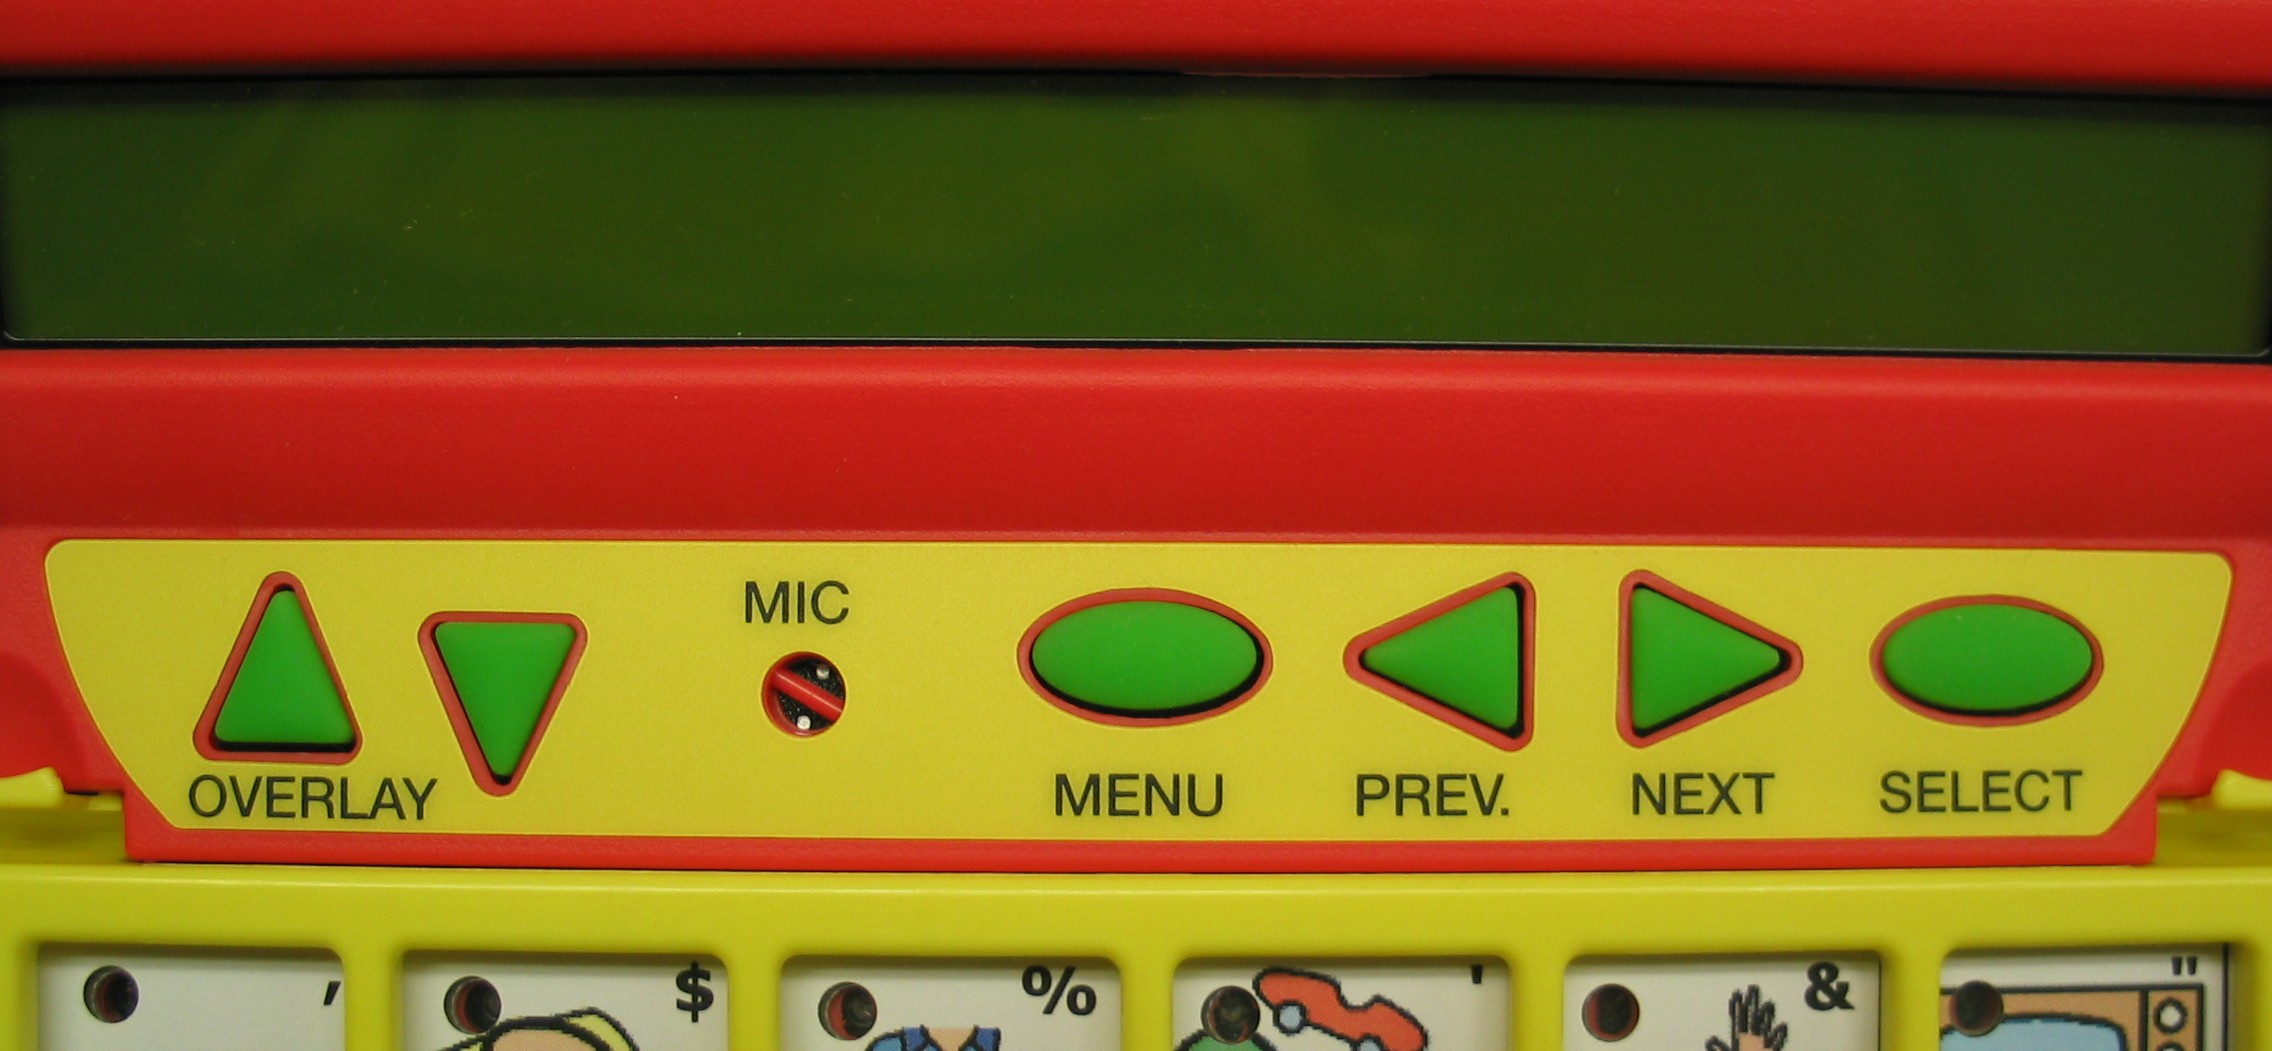 MIC
OVERLAY MENU PREV. NEXT SELECT
, $ % ' & "